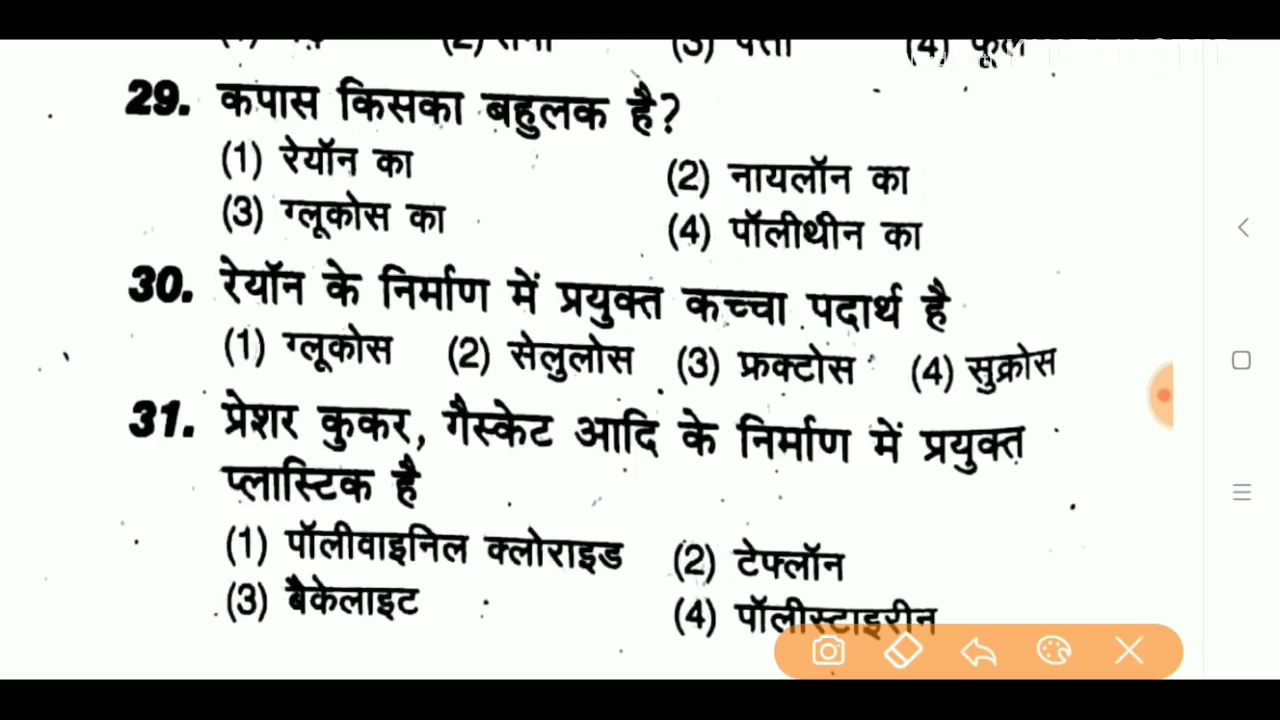 29. कपास किसका बहुलक है?
(1) रेयॉन का (2) नायलॉन का
(3) ग्लूकोस का (4) पॉलीथीन का
30. रेयॉन के निर्माण में प्रयुक्त कच्चा पदार्थ है
(1) ग्लूकोस (2) सेलुलोस (3) फ्रक्टोस (4) सुक्रोस
31. प्रेशर कुकर, गैस्केट आदि के निर्माण में प्रयुक्त
प्लास्टिक है
(1) पॉलीवाइनिल क्लोराइड (2) टेफ्लॉन
(3) बैकेलाइट (4) पॉलीस्टाइरीन